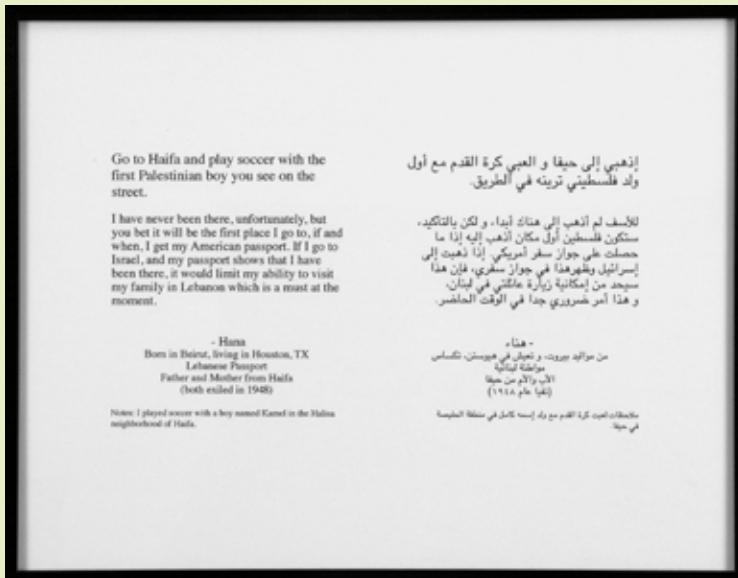 Go to Haifa and play soccer with the
first Palestinian boy you see on the
street.
I have never been there, unfortunately, but
you bet it will be the first place I go to, if and
when, I get my American passport. If I go to
Israel, and my passport shows that I have
been there, it would limit my ability to visit
my family in Lebanon which is a must at the
moment.
- Hana
Born in Beirut, living in Houston, TX
Lebanese Passport
Father and Mother from Haifa
(both exiled in 1948)
Notes: I played soccer with a boy named Kamel in the Halisa
neighborhood of Haifa.
إذهبي إلى حيفا و العبي كرة القدم مع أول
ولد فلسطيني ترينه في الطريق.
للأسف لم أذهب إلى هناك أبدا، و لكن بالتأكيد،
ستكون فلسطين أول مكان أذهب إليه إذا ما
حصلت على جواز سفر أمريكي. إذا ذهبت إلى
إسرائيل وظهرهذا في جواز سفري، فإن هذا
سيحد من إمكانية زيارة عائلتي في لبنان،
و هذا أمر ضروري جدا في الوقت الحاضر.
- هناء
من مواليد بيروت، و تعيش في هيوستن، تكساس
مواطنة لبنانية
الأب والأم من حيفا
(نفيا عام ١٩٤٨)
ملاحظات: لعبت كرة القدم مع ولد إسمه كامل في منطقة الحليصة
في حيفا.